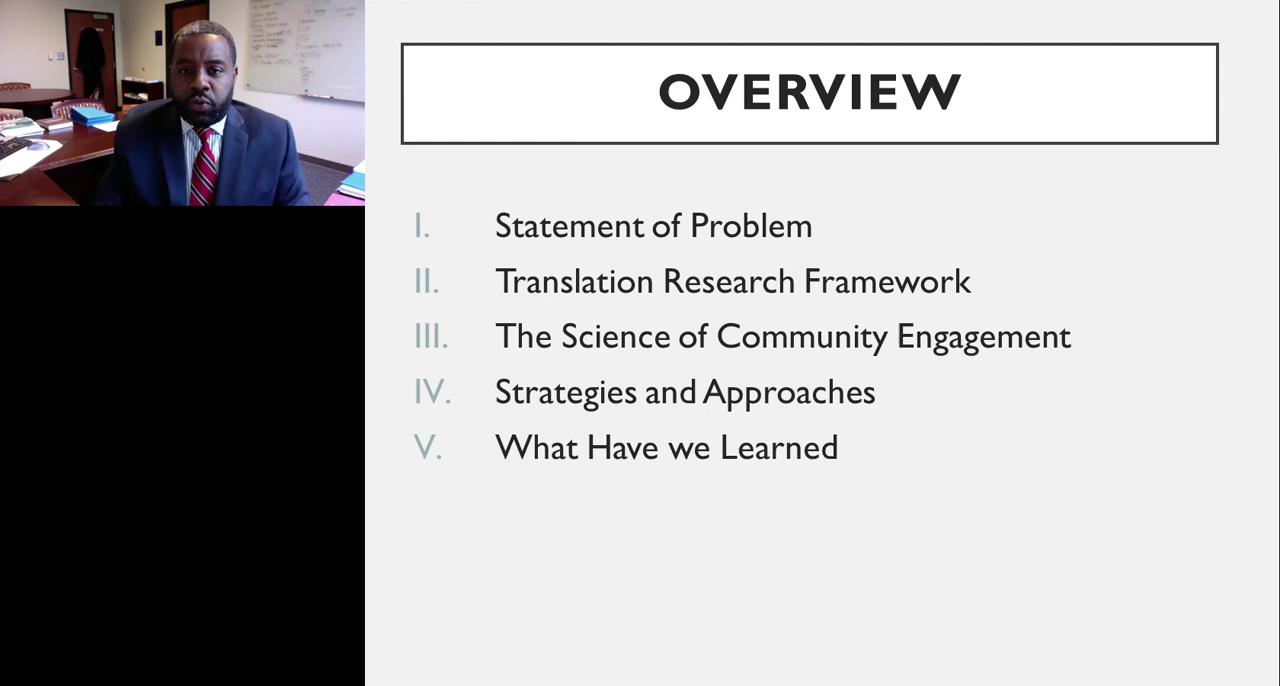 OVERVIEW
I. Statement of Problem
II. Translation Research Framework
III. The Science of Community Engagement
IV. Strategies and Approaches
V. What Have we Learned